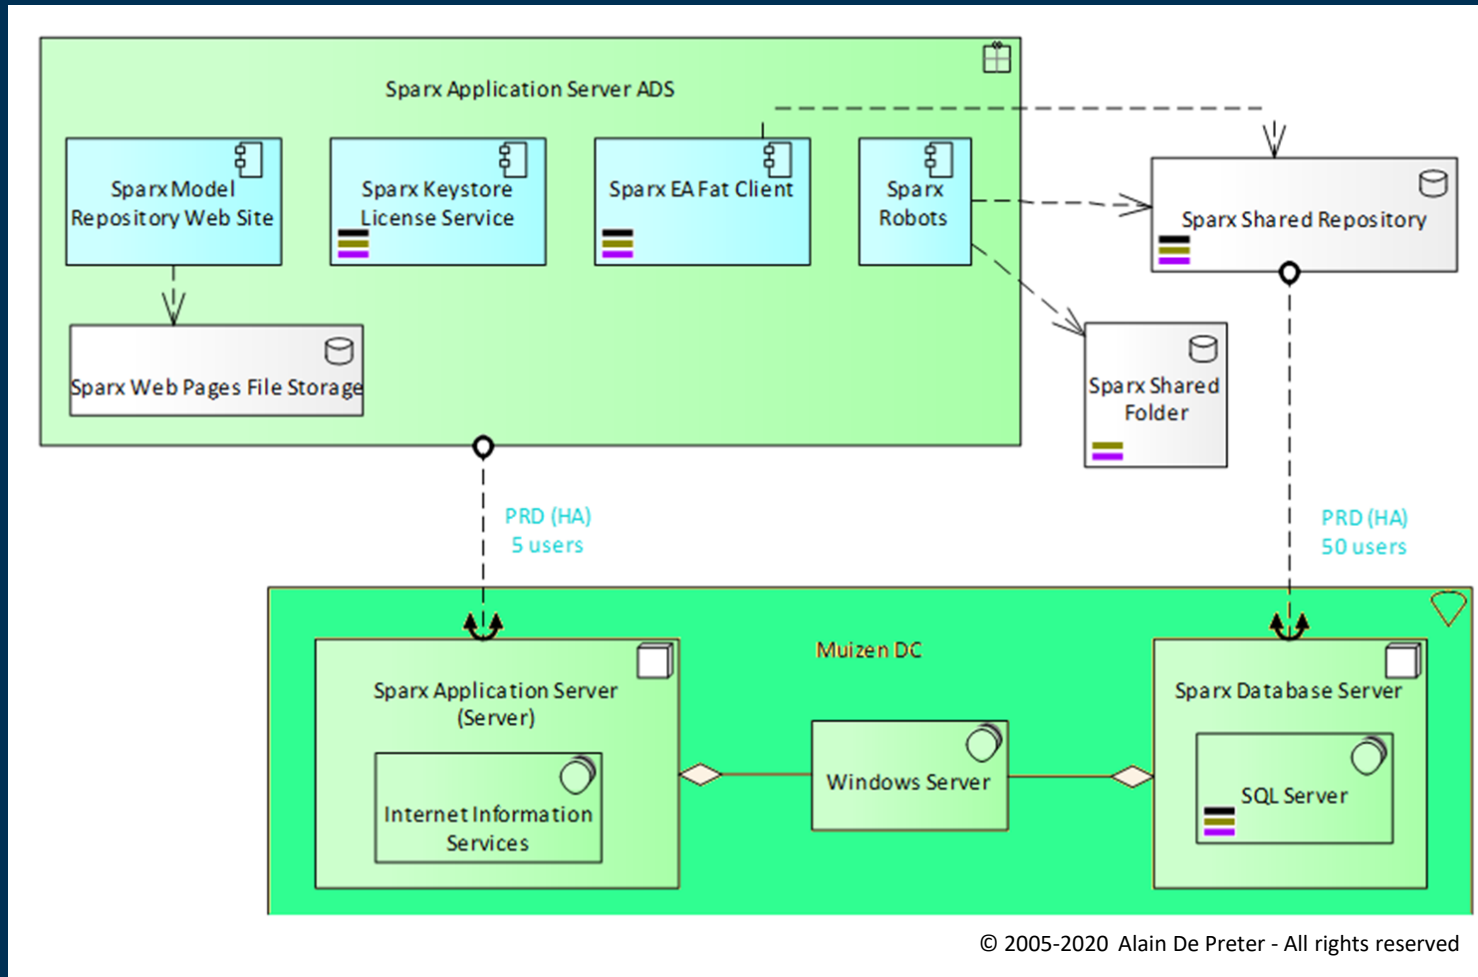 Sparx Application Server ADS
Sparx Model
Repository Web Site
Sparx Keystore
License Service
Sparx EA Fat Client
Sparx
Robots
Sparx Shared Repository
Sparx Web Pages File Storage
Sparx Shared
Folder
PRD (HA)
5 users
PRD (HA)
50 users
Muizen DC
Sparx Application Server
(Server)
Internet Information
Services
Windows Server
Sparx Database Server
SQL Server
© 2005-2020 Alain De Preter - All rights reserved